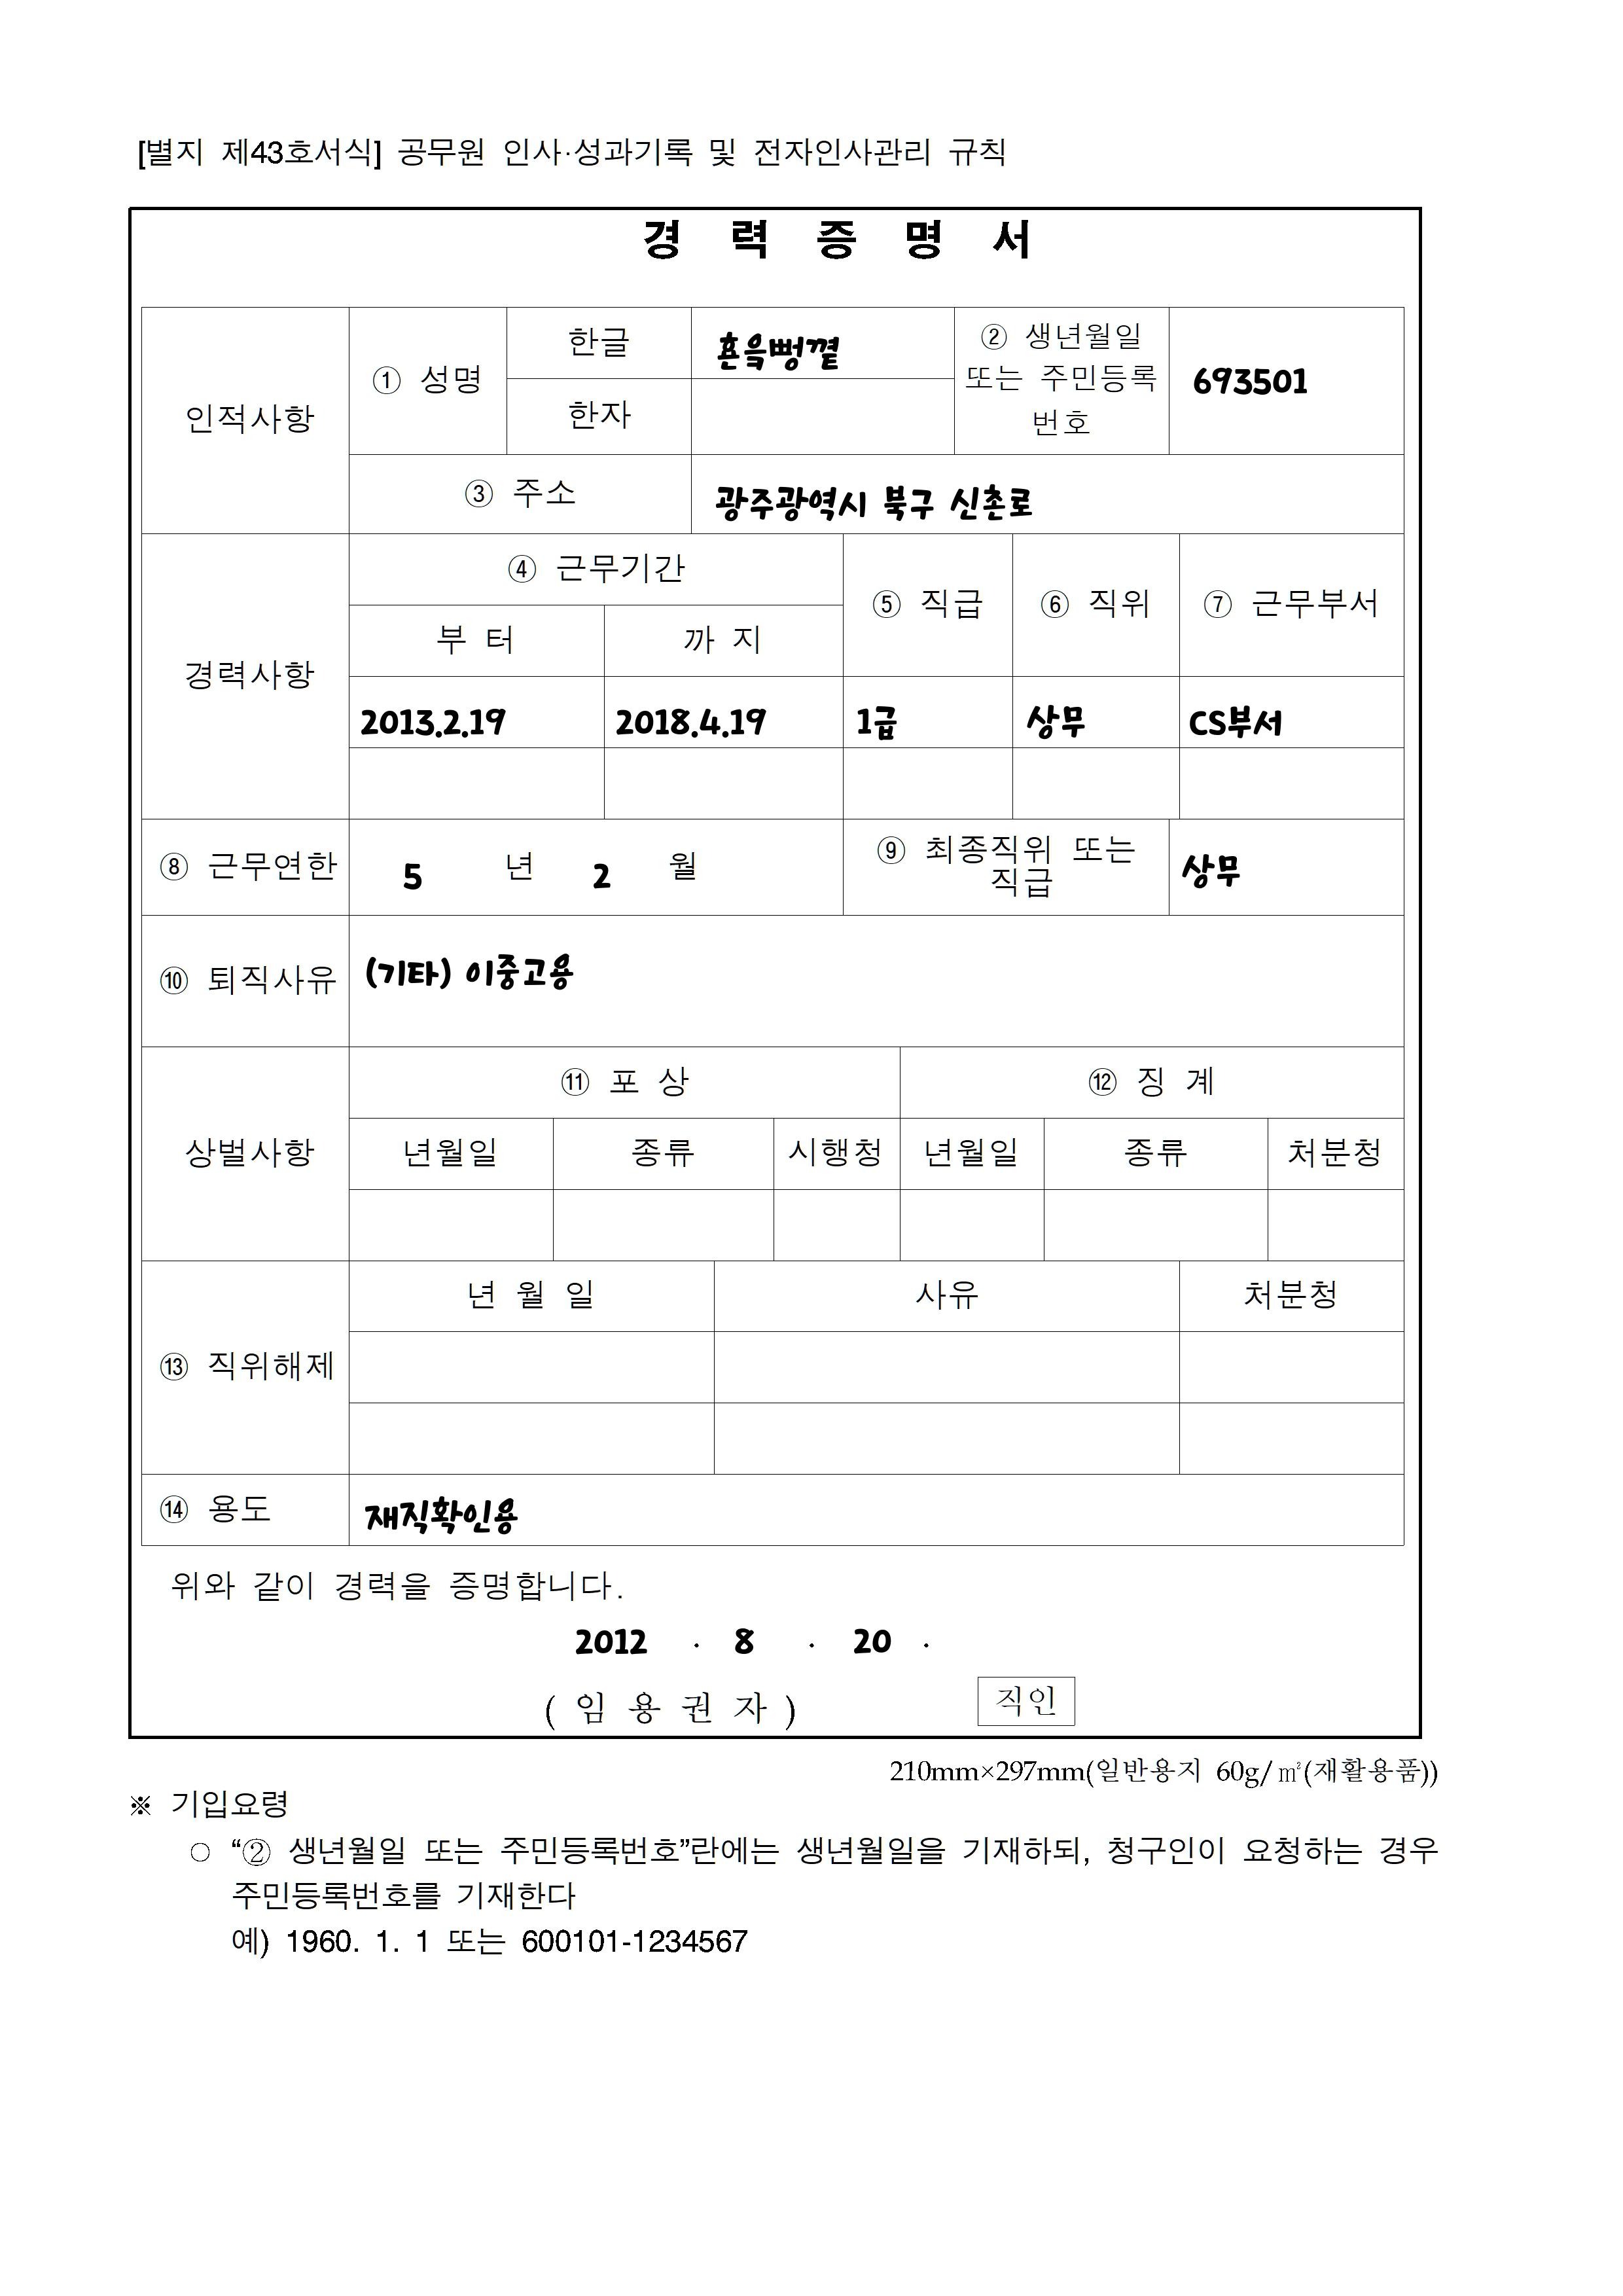 [별지 제43호서식] 공무원 인사·성과기록 및 전자인사관리 규칙
경 력 증 명 서
인적사항
① 성명
한글
혼윽뻥꼍
② 생년월일
또는 주민등록
번호
693501
한자
③ 주소
광주광역시 북구 신촌로
경력사항
④ 근무기간
⑤ 직급
⑥ 직위
⑦ 근무부서
부 터
까 지
2013.2.19
2018.4.19
1급
상무
CS부서
⑧ 근무연한
5 년 2 월
⑨ 최종직위 또는
직급
상무
⑩ 퇴직사유
(기타) 이중고용
상벌사항
⑪ 포 상
⑫ 징 계
년월일
종류
시행청
년월일
종류
처분청
⑬ 직위해제
년 월 일
사유
처분청
⑭ 용도
재직확인용
위와 같이 경력을 증명합니다.
2012 . 8 . 20 .
( 임 용 권 자 )
직인
210mm×297mm(일반용지 60g/㎡(재활용품))
※ 기입요령
○ “② 생년월일 또는 주민등록번호”란에는 생년월일을 기재하되, 청구인이 요청하는 경우
주민등록번호를 기재한다
예) 1960. 1. 1 또는 600101-1234567